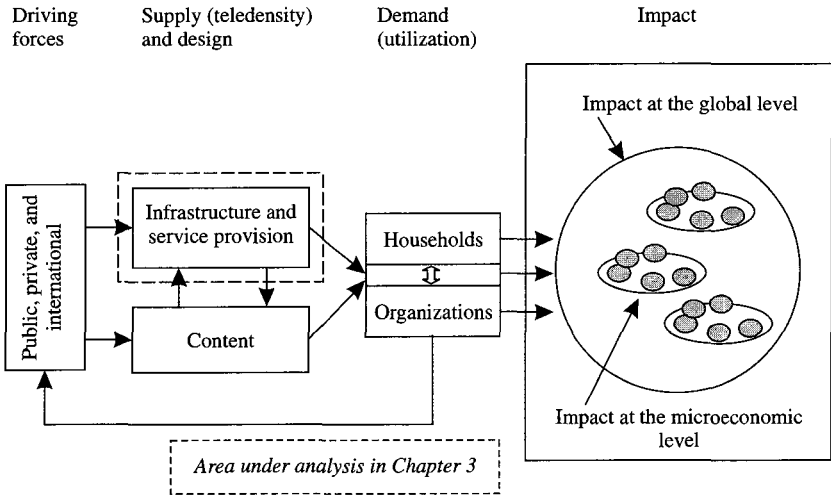 Driving
forces
Supply (teledensity)
and design
Demand
(utilization)
Impact
Impact at the global level
Public, private, and
international
Infrastructure and
service provision
Content
Households
Organizations
Impact at the microeconomic
level
Area under analysis in Chapter 3